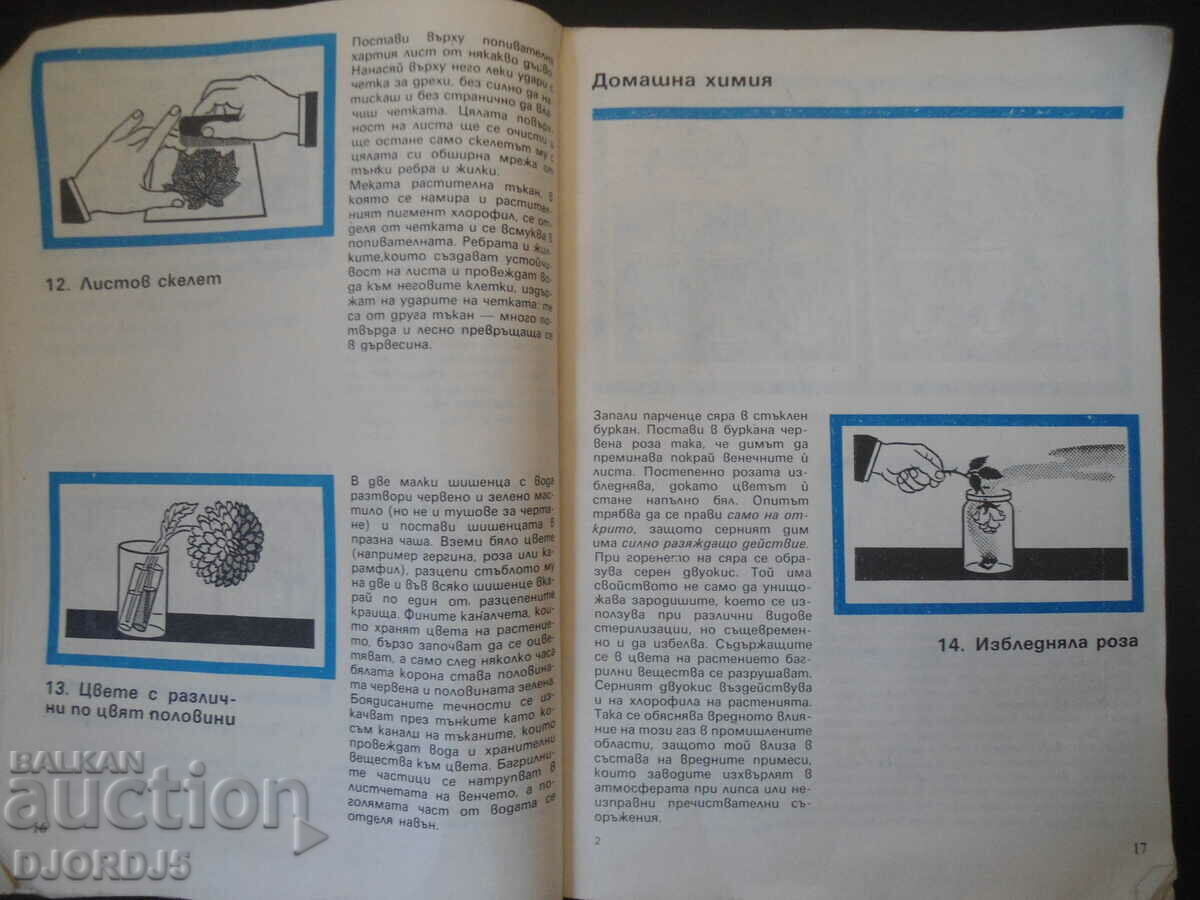 Постави върху попивателна
хартия лист от някакво дърво.
Нанасяй върху него леки удари с
четка за дрехи, без силно да на-
тискаш и без странично да вла-
чиш четката. Цялата повърх-
ност на листа ще се очисти и
ще остане само скелетът му с
цялата си обширна мрежа от
тънки ребра и жилки.
Меката растителна тъкан, в
която се намира и растител-
ният пигмент хлорофил, се от-
деля от четката и се всмуква в
попивателната. Ребрата и жил-
ките, които създават устойчи-
вост на листа и провеждат во-
да към неговите клетки, издър-
жат на ударите на четката: те
са от друга тъкан — много по-
твърда и лесно превръщаща се
в дървесина.
12. Листов скелет
В две малки шишенца с вода
разтвори червено и зелено мас-
тило (но не и тушове за черта-
не) и постави шишенцата в
празна чаша. Вземи бяло цвете
(например гергина, роза или ка-
рамфил), разцепи стъблото му
на две и във всяко шишенце вка-
рай по един от разцепените
краища. Фините каналчета, кои-
то хранят цвета на растение-
то, бързо започват да се оцве-
тяват, а само след няколко часа
бялата корона става половина-
та червена и половината зелена.
Боядисаните течности се из-
качват през тънките като ко-
съм канали на тъканите, които
провеждат вода и хранителни
вещества към цвета. Багрилни-
те частици се натрупват в
листчетата на венчето, а по-
голямата част от водата се
отделя навън.
13. Цвете с различ-
ни по цвят половини
16
Домашна химия
Запали парченце сяра в стъклен
буркан. Постави в буркана чер-
вена роза така, че димът да
преминава покрай венечните ѝ
листа. Постепенно розата из-
бледнява, докато цветът ѝ
стане напълно бял. Опитът
трябва да се прави само на от-
крито, защото серният дим
има силно разяждащо действие.
При горенето на сяра се обра-
зува серен двуокис. Той има
свойството не само да унищо-
жава зародишите, което се из-
ползува при различни видове
стерилизации, но същевремен-
но и да избелва. Съдържащите
се в цвета на растението баг-
рилни вещества се разрушават.
Серният двуокис въздействува
и на хлорофила на растенията.
Така се обяснява вредното влия-
ние на този газ в промишлените
области, защото той влиза в
състава на вредните примеси,
които заводите изхвърлят в
атмосферата при липса или не-
изправни пречиствателни съ-
оръжения.
14. Избледняла роза
2
17
BALKAN
auction
DJORDJ5